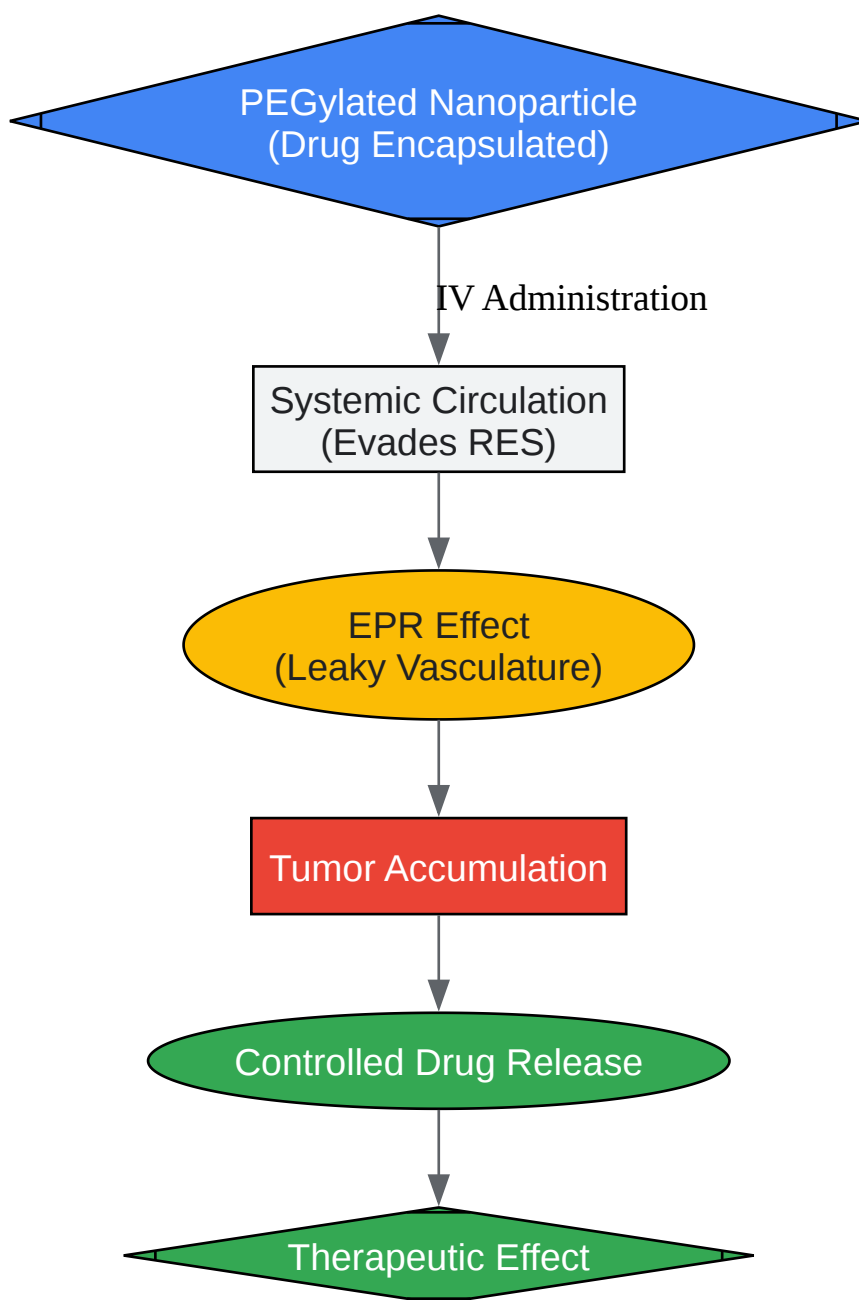 PEGylated Nanoparticle
(Drug Encapsulated)
IV Administration
Systemic Circulation
(Evades RES)
EPR Effect
(Leaky Vasculature)
Tumor Accumulation
Controlled Drug Release
Therapeutic Effect